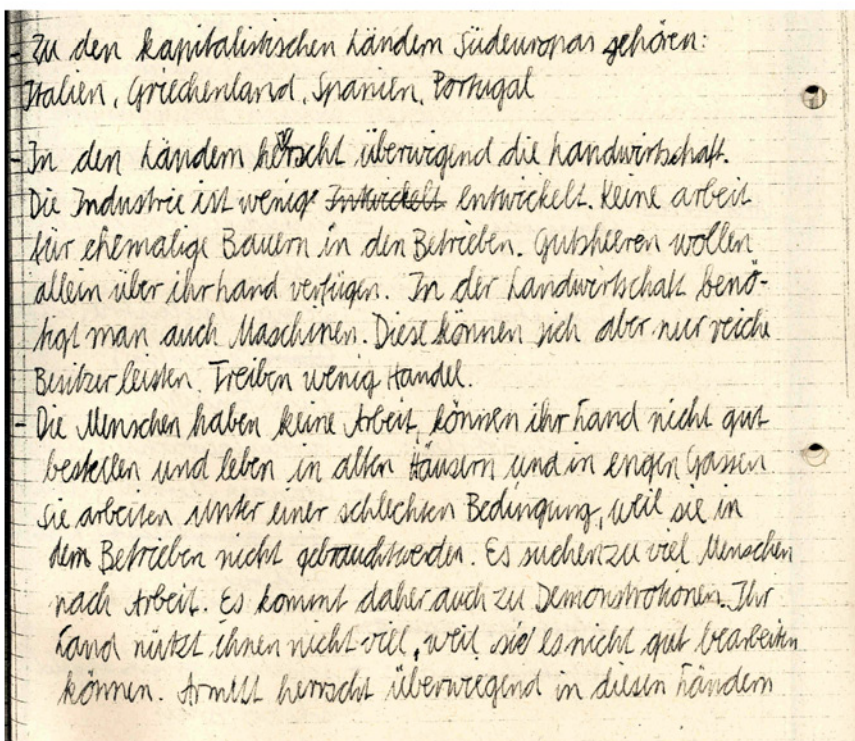 - Zu den kapitalistischen Ländern Südeuropas gehören:
Italien, Griechenland, Spanien, Portugal
- In den Ländern herrscht überwigend die Landwirtschaft.
Die Industrie ist wenig entwickelt. Keine arbeit
für ehemalige Bauern in den Betrieben. Gutsheeren wollen
allein über ihr Land verfügen. In der Landwirtschaft benö-
tigt man auch Maschinen. Diese können sich aber nur reiche
Besitzer leisten. Treiben wenig Handel.
- Die Menschen haben keine Arbeit, können ihr Land nicht gut
bestellen und leben in alten Häusern und in engen Gassen
Sie arbeiten unter einer schlechten Bedingung, weil sie in
dem Betrieben nicht gebraucht werden. Es suchen zu viel Menschen
nach Arbeit. Es kommt daher auch zu Demonstrationen. Ihr
Land nützt ihnen nicht viel, weil sie es nicht gut bearbeiten
können. Armut herrscht überwiegend in diesen Ländern